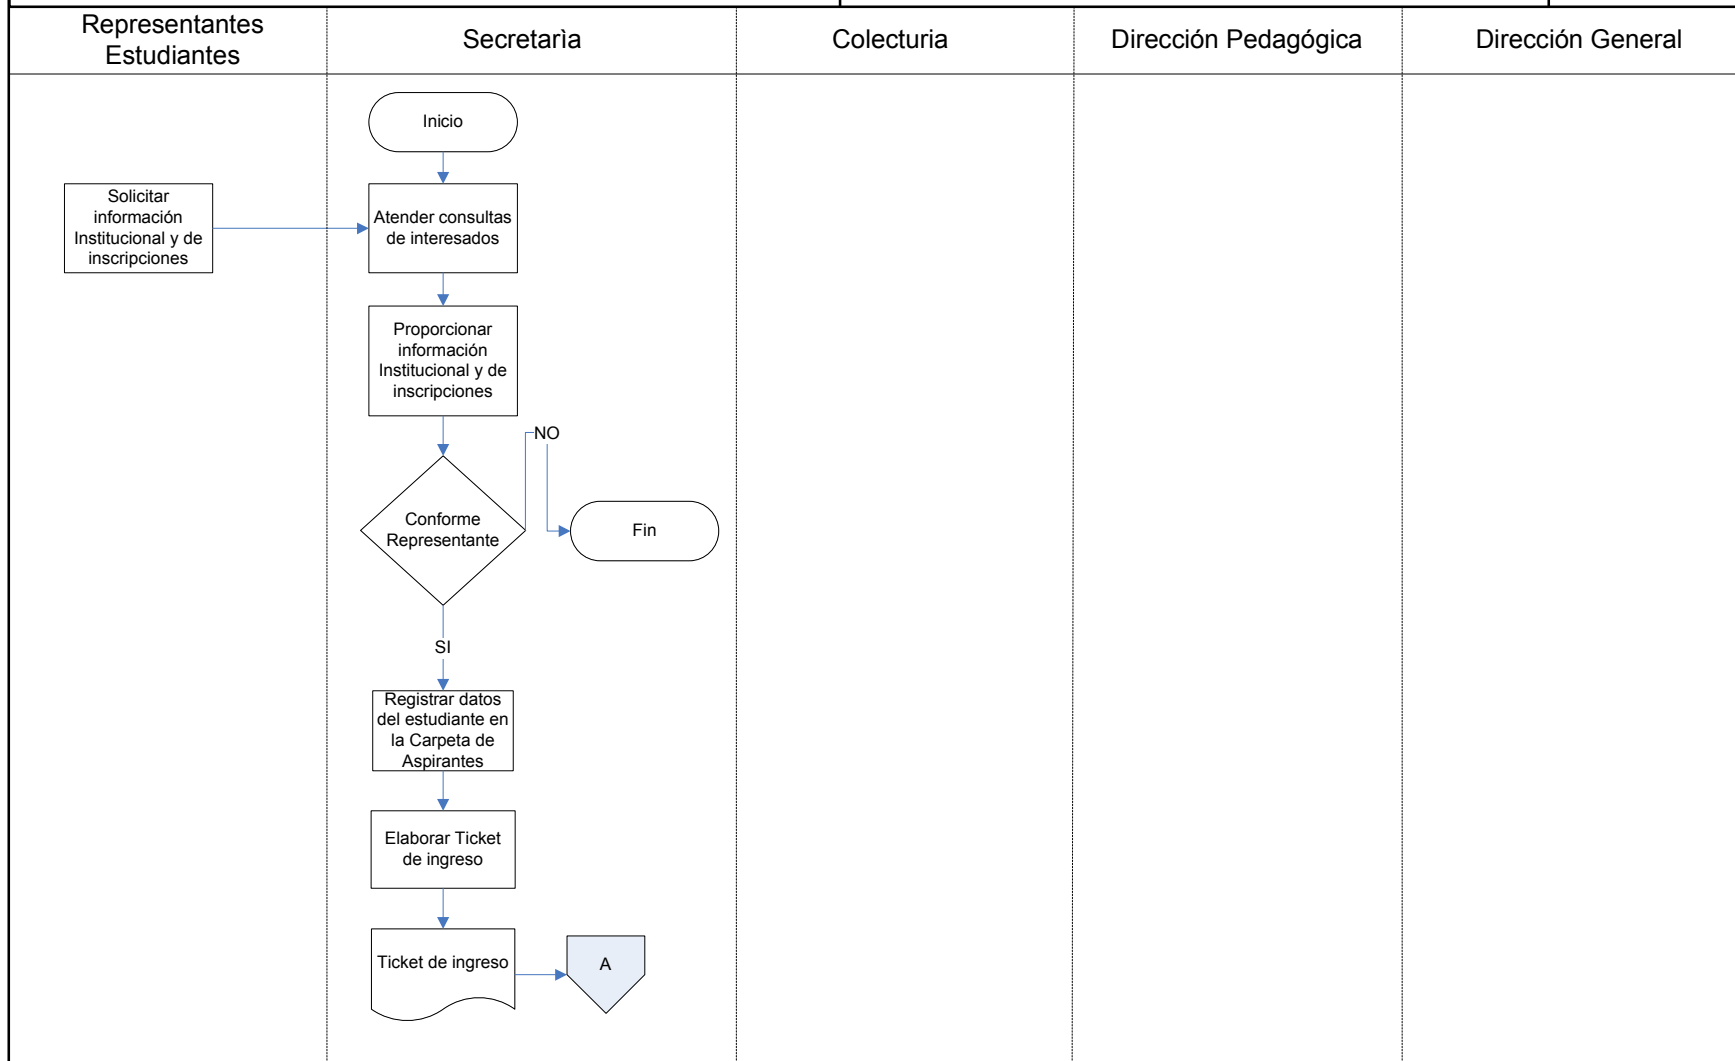 Representantes
Estudiantes
Secretarìa
Colecturia
Dirección Pedagógica
Dirección General
Inicio
Solicitar
información
Institucional y de
inscripciones
Atender consultas
de interesados
Proporcionar
información
Institucional y de
inscripciones
NO
Conforme
Representante
Fin
SI
Registrar datos
del estudiante en
la Carpeta de
Aspirantes
Elaborar Ticket
de ingreso
Ticket de ingreso
A